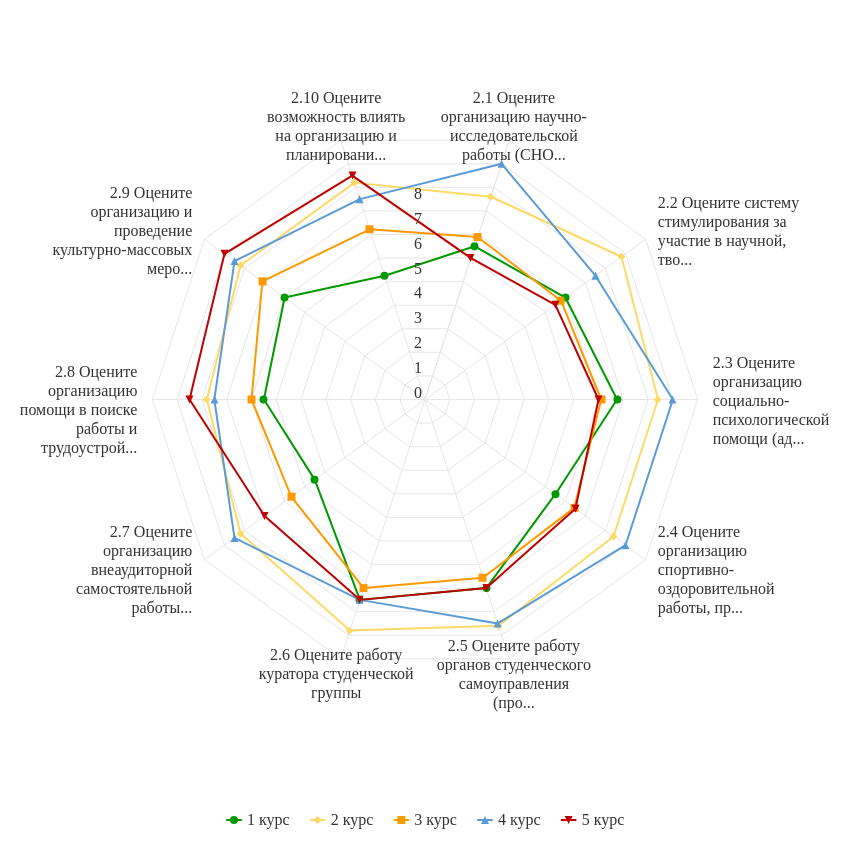 2.10 Оцените
возможность влиять
на организацию и
планировани...
2.1 Оцените
организацию научно-
исследовательской
работы (СНО...
2.2 Оцените систему
стимулирования за
участие в научной,
тво...
2.3 Оцените
организацию
социально-
психологической
помощи (ад...
2.4 Оцените
организацию
спортивно-
оздоровительной
работы, пр...
2.5 Оцените работу
органов студенческого
самоуправления
(про...
2.6 Оцените работу
куратора студенческой
группы
2.7 Оцените
организацию
внеаудиторной
самостоятельной
работы...
2.8 Оцените
организацию
помощи в поиске
работы и
трудоустрой...
2.9 Оцените
организацию и
проведение
культурно-массовых
меро...
8
7
6
5
4
3
2
1
0
1 курс 2 курс 3 курс 4 курс 5 курс